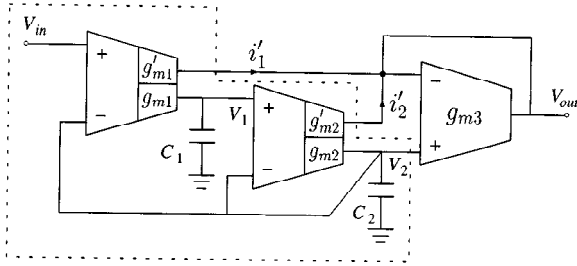 V_in
+
g'_m1
g_m1
−
i'_1
C_1
V_1
+
g'_m2
g_m2
−
i'_2
V_2
C_2
−
g_m3
+
V_out